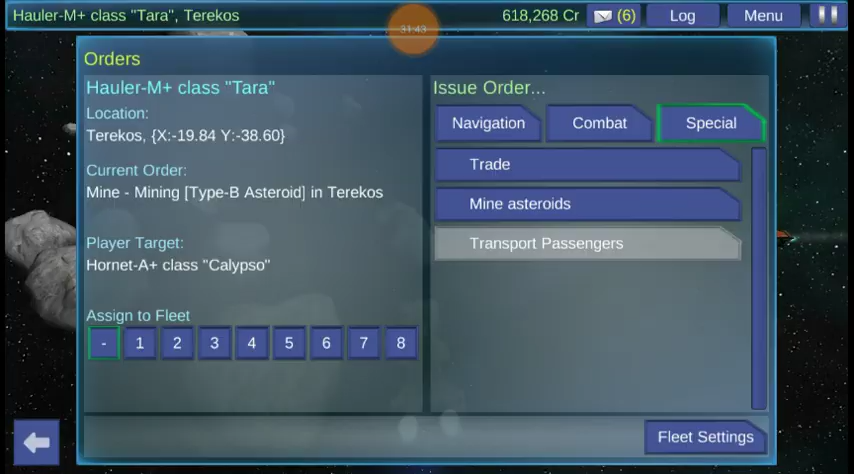 Hauler-M+ class "Tara", Terekos
618,268 Cr
(6)
Log
Menu
31:43
Orders
Hauler-M+ class "Tara"
Location:
Terekos, {X:-19.84 Y:-38.60}
Current Order:
Mine - Mining [Type-B Asteroid] in Terekos
Player Target:
Hornet-A+ class "Calypso"
Assign to Fleet
- 1 2 3 4 5 6 7 8
Issue Order...
Navigation
Combat
Special
Trade
Mine asteroids
Transport Passengers
Fleet Settings